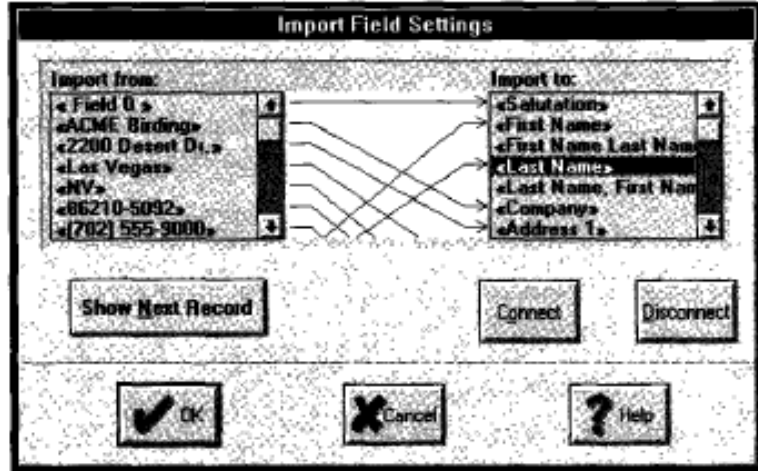 Import Field Settings
Import from:
« Field 0 »
«ACME Birding»
«2200 Desert Dr.»
«Las Vegas»
«NV»
«86210-5092»
«(702) 555-9000»
Import to:
«Salutation»
«First Name»
«First Name Last Nam
«Last Name»
«Last Name, First Nam
«Company»
«Address 1»
Show Next Record
Connect
Disconnect
OK
Cancel
Help